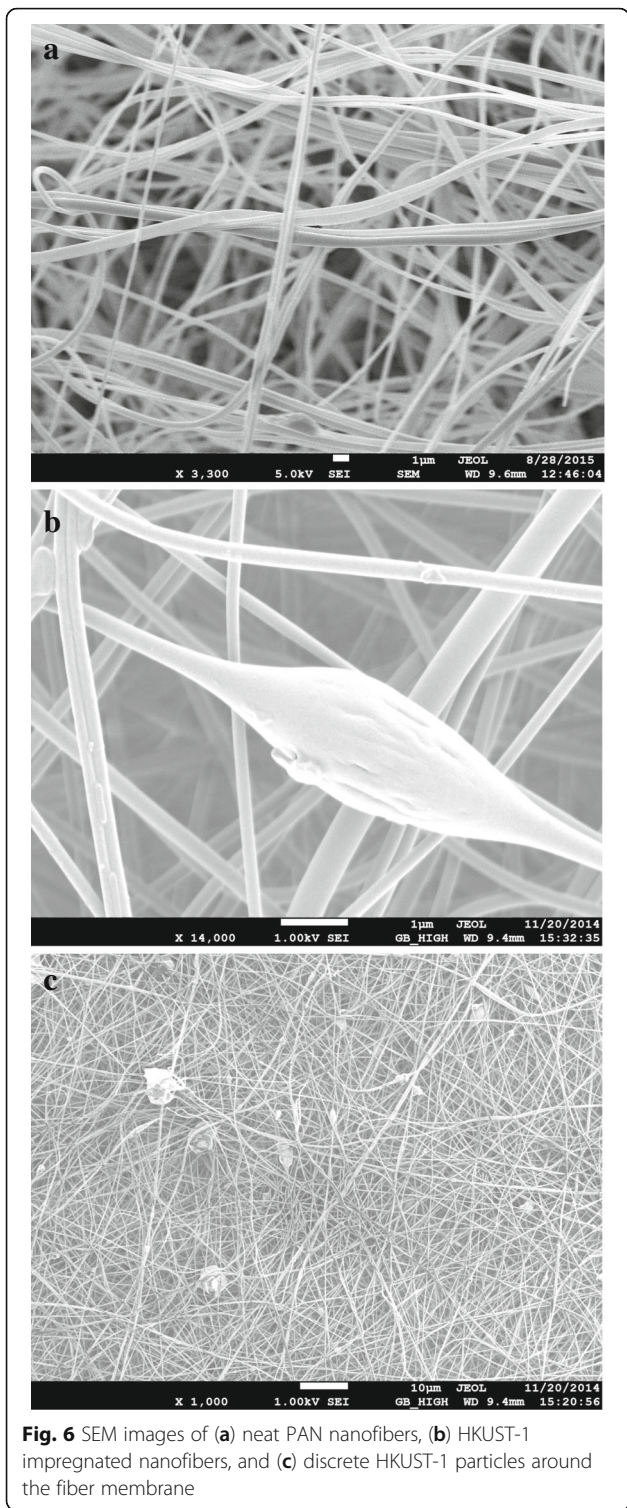 a
1μm JEOL 8/28/2015
X 3,300 5.0kV SEI SEM WD 9.6mm 12:46:04
b
1μm JEOL 11/20/2014
X 14,000 1.00kV SEI GB_HIGH WD 9.4mm 15:32:35
c
10μm JEOL 11/20/2014
X 1,000 1.00kV SEI GB_HIGH WD 9.4mm 15:20:56
Fig. 6 SEM images of (a) neat PAN nanofibers, (b) HKUST-1
impregnated nanofibers, and (c) discrete HKUST-1 particles around
the fiber membrane